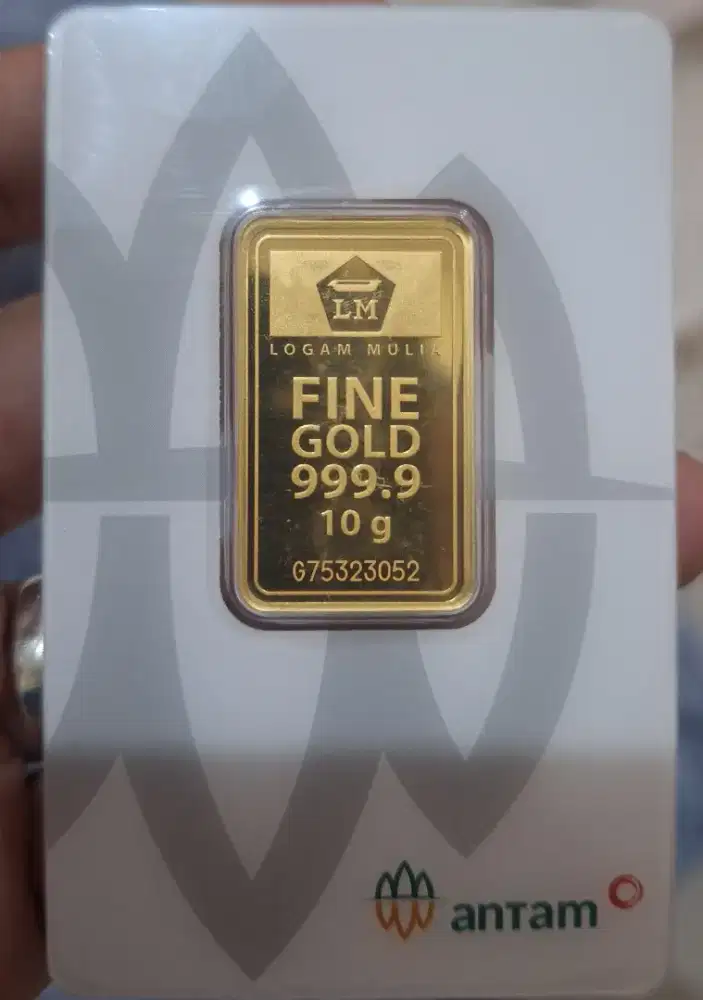 LM
LOGAM MULIA
FINE
GOLD
999.9
10 g
G75323052
antam